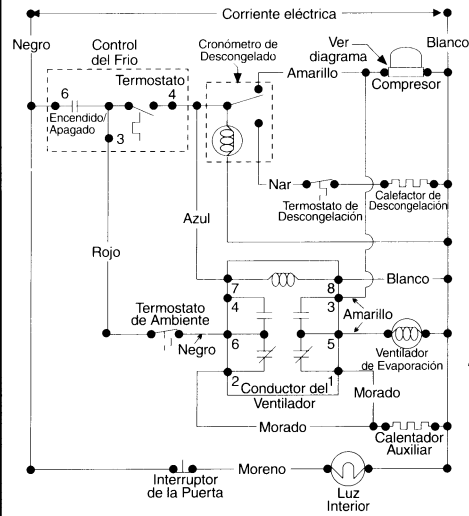 Corriente eléctrica
Negro
Control
del Frio
Cronómetro de
Descongelado
Ver
diagrama
Blanco
Termostato
Amarillo
Compresor
6
4
Encendido/
Apagado
3
Nar
Termostato de
Descongelación
Calefactor de
Descongelación
Azul
Rojo
7
8
Blanco
4
3
Termostato
de Ambiente
Amarillo
Negro
6
5
Ventilador
de Evaporación
2
1
Conductor del
Ventilador
Morado
Morado
Calentador
Auxiliar
Moreno
Interruptor
de la Puerta
Luz
Interior